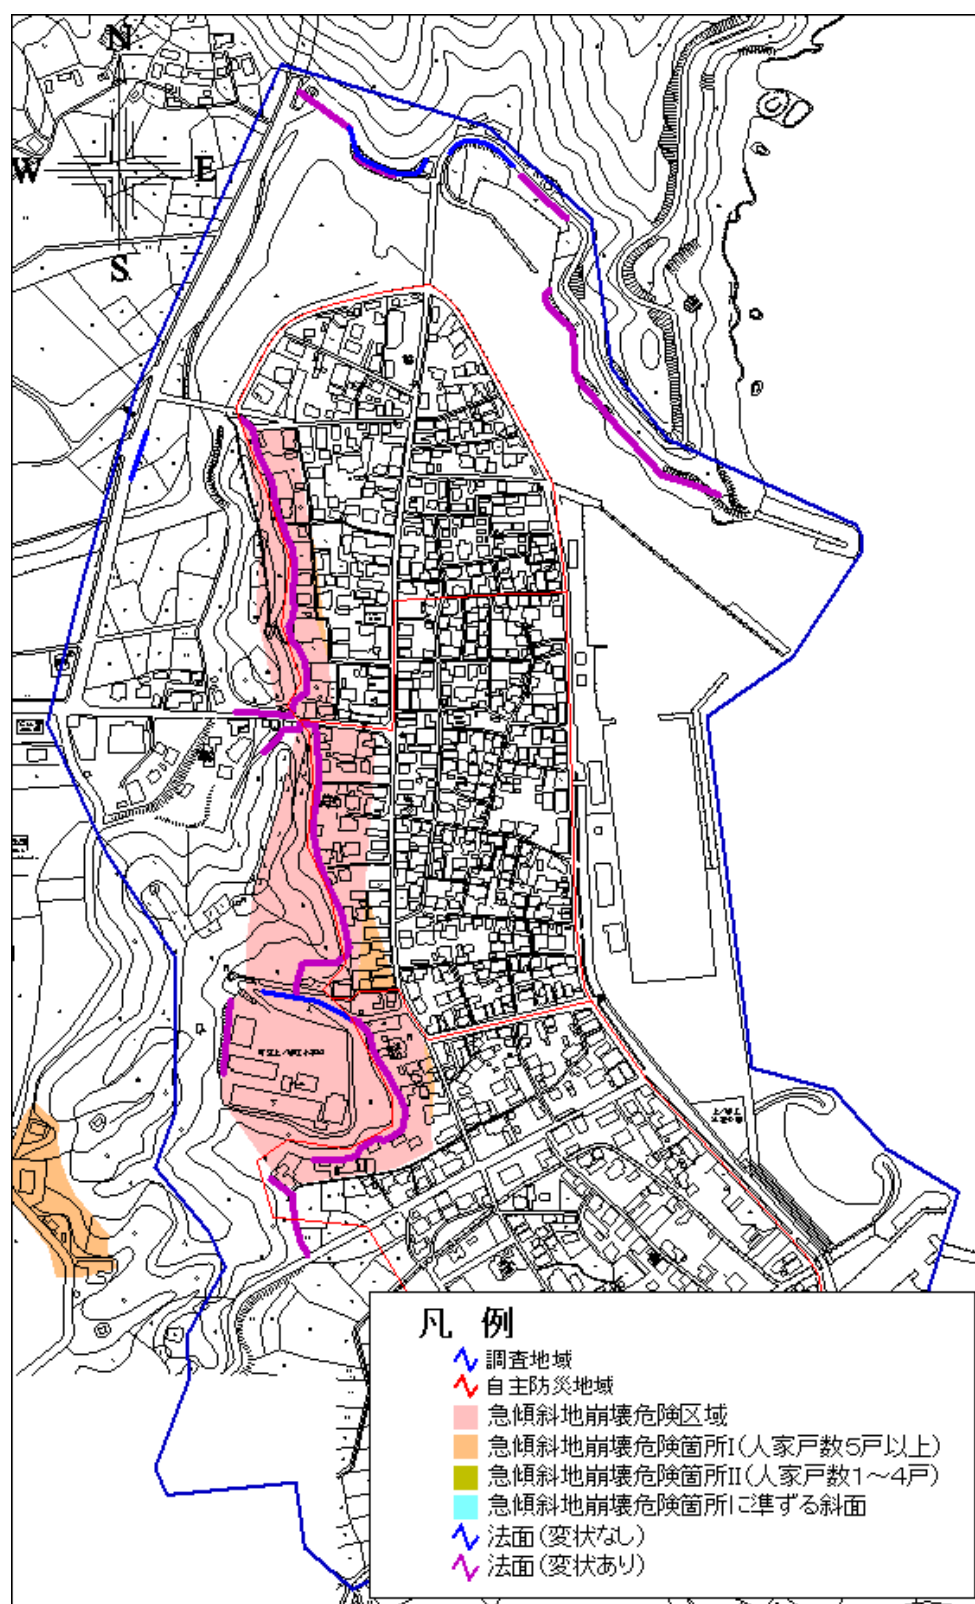 N
W
E
S
凡 例
調査地域
自主防災地域
急傾斜地崩壊危険区域
急傾斜地崩壊危険箇所I(人家戸数5戸以上)
急傾斜地崩壊危険箇所II(人家戸数1～4戸)
急傾斜地崩壊危険箇所に準ずる斜面
法面(変状なし)
法面(変状あり)